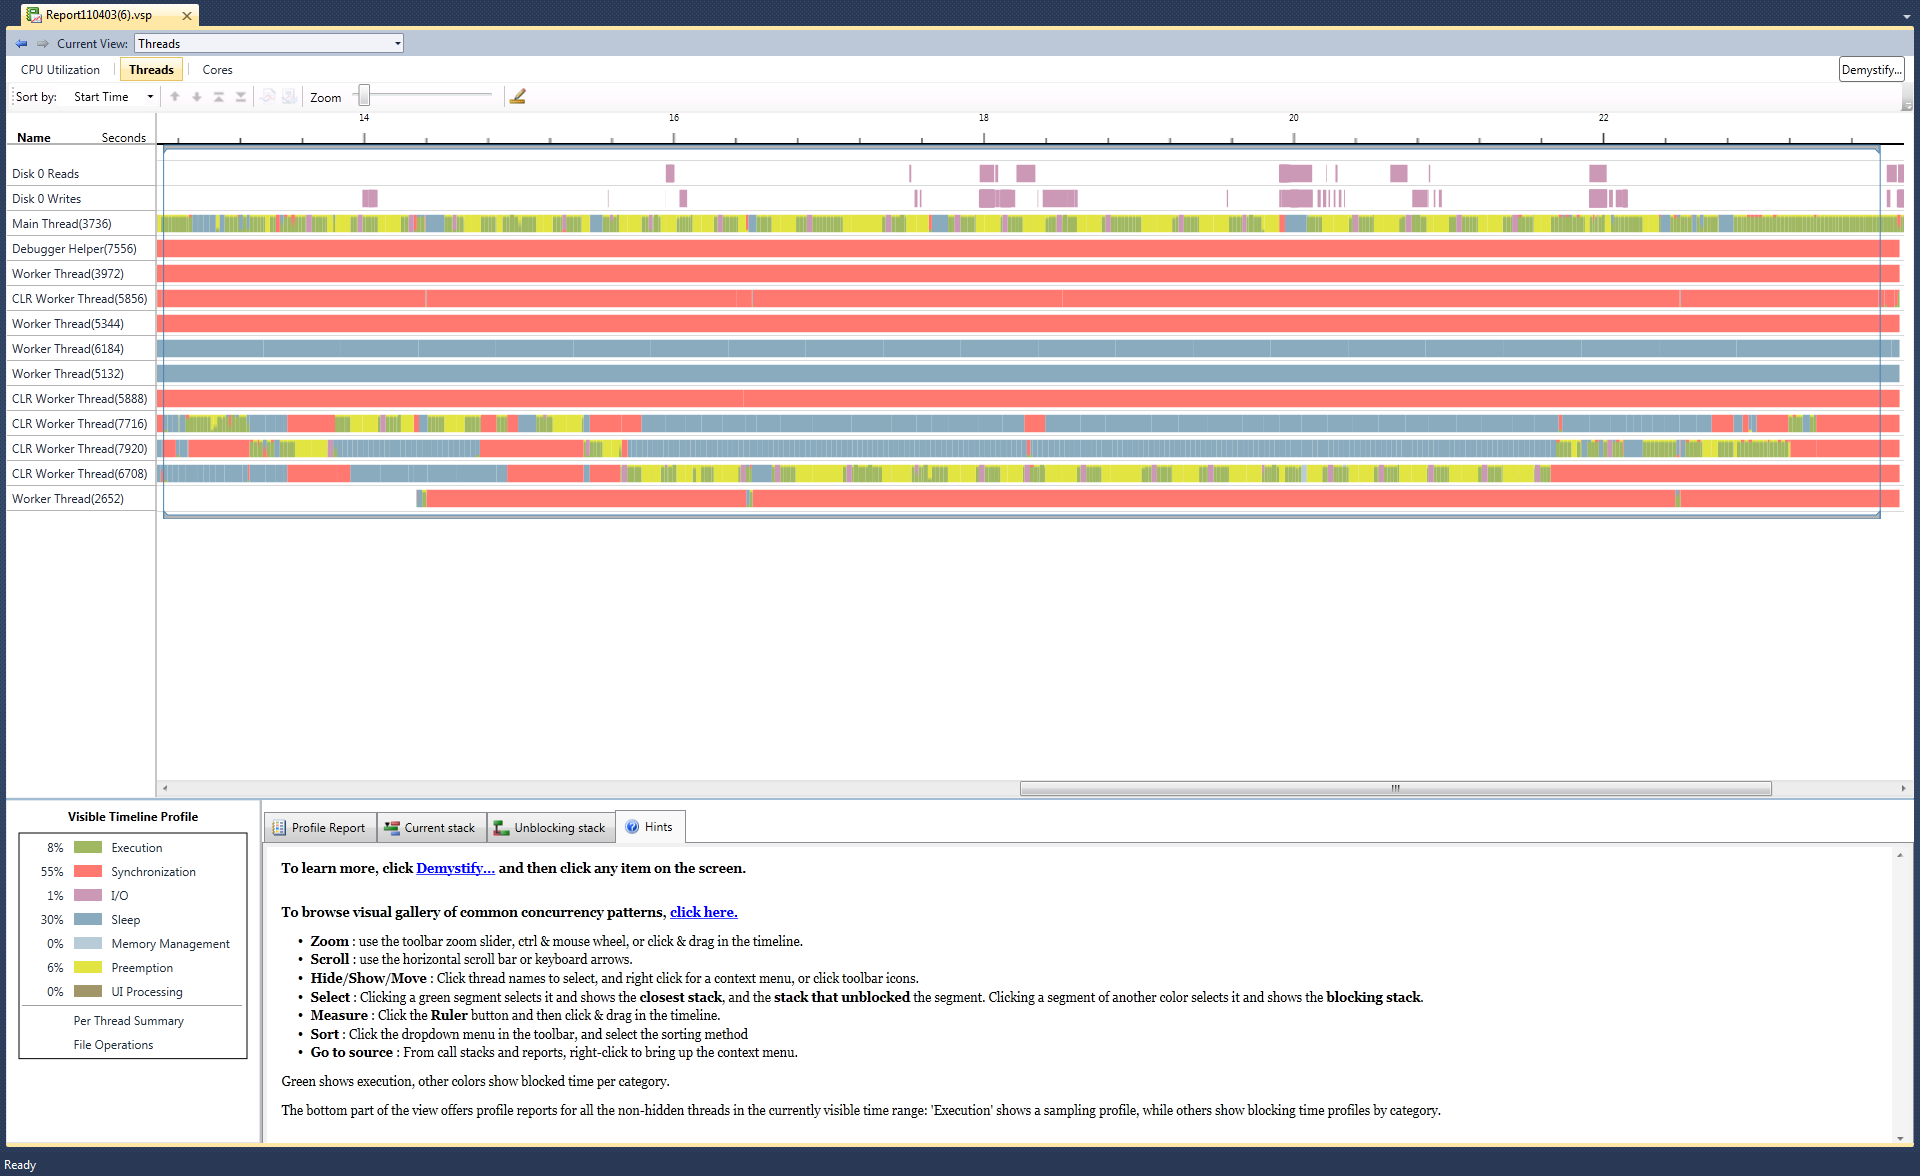 Report110403(6).vsp
Current View: Threads
CPU Utilization Threads Cores Demystify...
Sort by: Start Time Zoom
14 16 18 20 22
Name Seconds
Disk 0 Reads
Disk 0 Writes
Main Thread(3736)
Debugger Helper(7556)
Worker Thread(3972)
CLR Worker Thread(5856)
Worker Thread(5344)
Worker Thread(6184)
Worker Thread(5132)
CLR Worker Thread(5888)
CLR Worker Thread(7716)
CLR Worker Thread(7920)
CLR Worker Thread(6708)
Worker Thread(2652)
Visible Timeline Profile
8% Execution
55% Synchronization
1% I/O
30% Sleep
0% Memory Management
6% Preemption
0% UI Processing
Per Thread Summary
File Operations
Profile Report Current stack Unblocking stack Hints
To learn more, click Demystify... and then click any item on the screen.
To browse visual gallery of common concurrency patterns, click here.
• Zoom : use the toolbar zoom slider, ctrl & mouse wheel, or click & drag in the timeline.
• Scroll : use the horizontal scroll bar or keyboard arrows.
• Hide/Show/Move : Click thread names to select, and right click for a context menu, or click toolbar icons.
• Select : Clicking a green segment selects it and shows the closest stack, and the stack that unblocked the segment. Clicking a segment of another color selects it and shows the blocking stack.
• Measure : Click the Ruler button and then click & drag in the timeline.
• Sort : Click the dropdown menu in the toolbar, and select the sorting method
• Go to source : From call stacks and reports, right-click to bring up the context menu.
Green shows execution, other colors show blocked time per category.
The bottom part of the view offers profile reports for all the non-hidden threads in the currently visible time range: 'Execution' shows a sampling profile, while others show blocking time profiles by category.
Ready